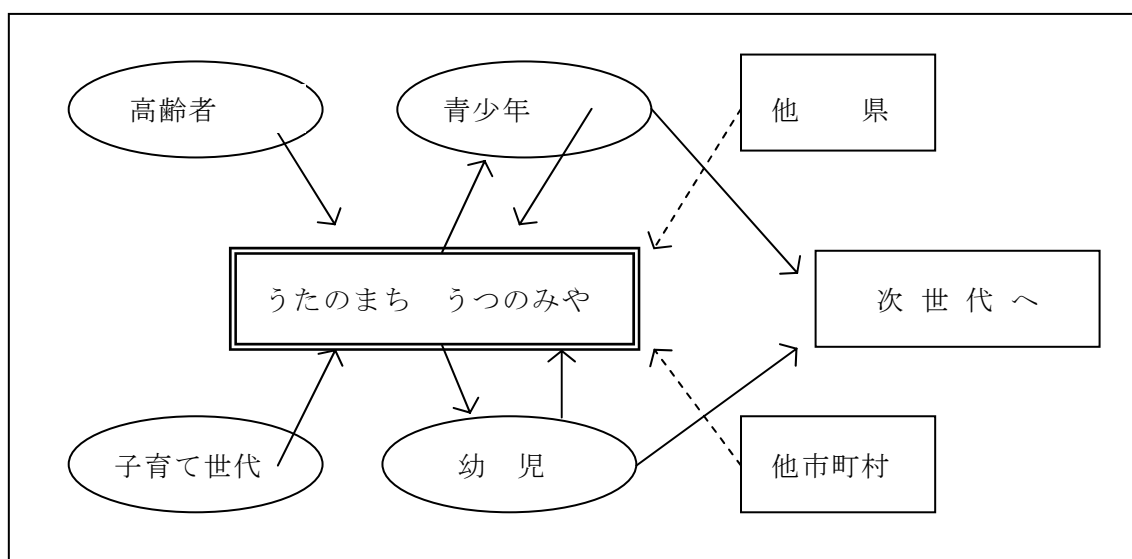 高齢者
青少年
他　　県
うたのまち　うつのみや
次 世 代 へ
子育て世代
幼　児
他市町村